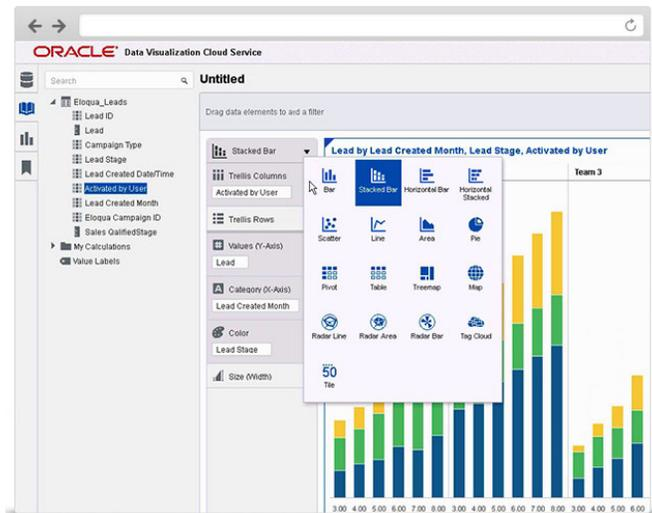 ORACLE Data Visualization Cloud Service
Search
Untitled
Eloqua_Leads
Lead ID
Lead
Campaign Type
Lead Stage
Lead Created Date/Time
Activated by User
Lead Created Month
Eloqua Campaign ID
Sales QalifiedStage
My Calculations
Value Labels
Drag data elements to aid a filter
Stacked Bar
Trellis Columns
Activated by User
Trellis Rows
Values (Y-Axis)
Lead
Category (X-Axis)
Lead Created Month
Color
Lead Stage
Size (Width)
Lead by Lead Created Month, Lead Stage, Activated by User
Team 3
Bar
Stacked Bar
Horizontal Bar
Horizontal
Stacked
Scatter
Line
Area
Pie
Pivot
Table
Treemap
Map
Radar Line
Radar Area
Radar Bar
Tag Cloud
50
Tile
3.00 4.00 5.00 6.00 7.00 8.00 3.00 4.00 5.00 6.00 7.00 8.00 3.00 4.00 5.00 6.00